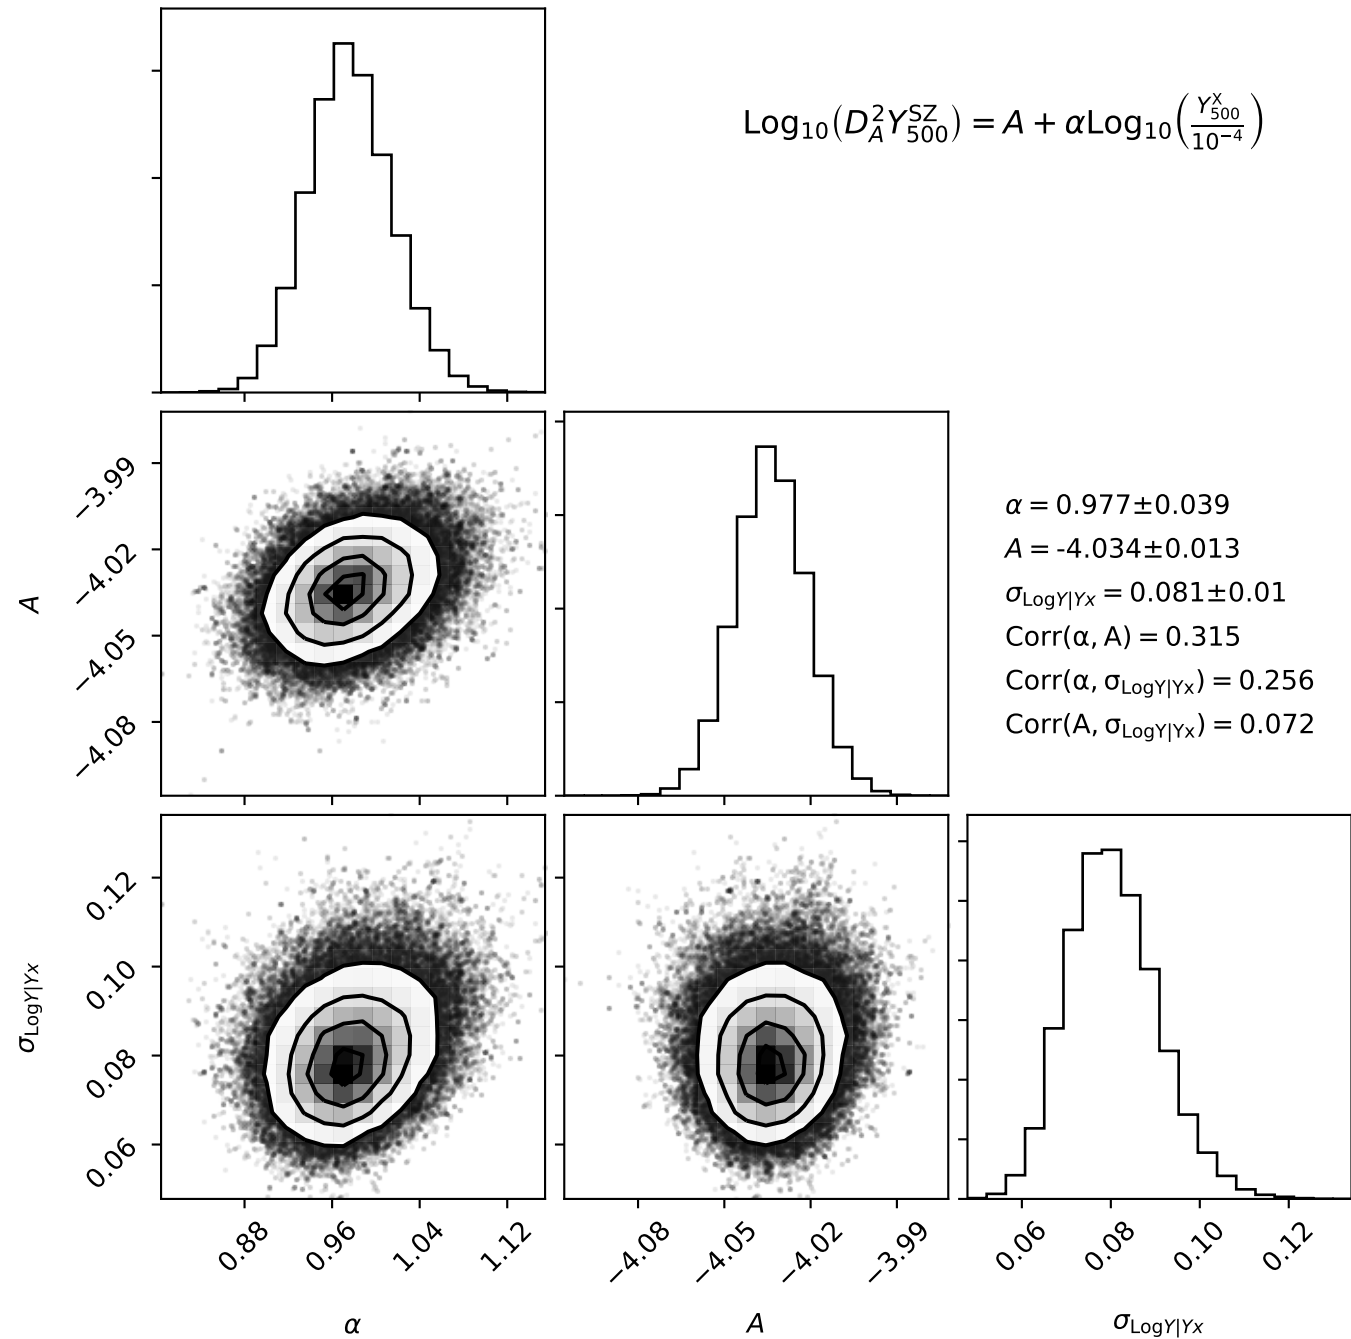 Log₁₀(D_A²Y₅₀₀^SZ) = A + αLog₁₀(Y₅₀₀^X / 10⁻⁴)
−3.99
−4.02
−4.05
−4.08
A
α = 0.977±0.039
A = -4.034±0.013
σ_LogY|Yx = 0.081±0.01
Corr(α, A) = 0.315
Corr(α, σ_LogY|Yx) = 0.256
Corr(A, σ_LogY|Yx) = 0.072
0.12
0.10
0.08
0.06
σ_LogY|Yx
0.88 0.96 1.04 1.12
−4.08 −4.05 −4.02 −3.99
0.06 0.08 0.10 0.12
α A σ_LogY|Yx